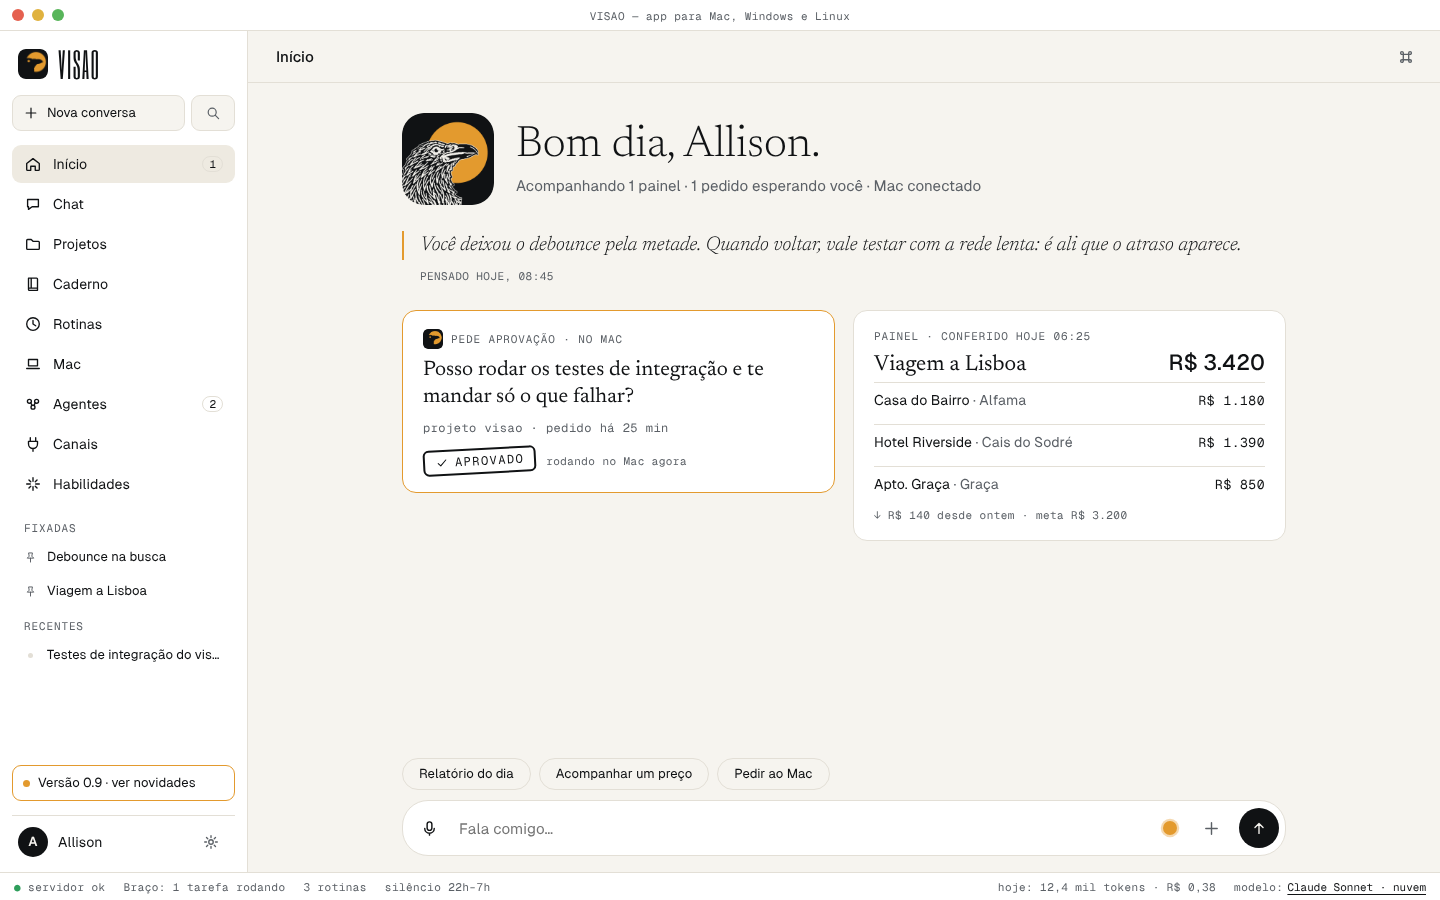 VISAO — app para Mac, Windows e Linux
VISAO
Nova conversa
Início 1
Chat
Projetos
Caderno
Rotinas
Mac
Agentes 2
Canais
Habilidades
FIXADAS
Debounce na busca
Viagem a Lisboa
RECENTES
Testes de integração do vis…
Versão 0.9 · ver novidades
A Allison
Início
Bom dia, Allison.
Acompanhando 1 painel · 1 pedido esperando você · Mac conectado
Você deixou o debounce pela metade. Quando voltar, vale testar com a rede lenta: é ali que o atraso aparece.
PENSADO HOJE, 08:45
PEDE APROVAÇÃO · NO MAC
Posso rodar os testes de integração e te
mandar só o que falhar?
projeto visao · pedido há 25 min
✓ APROVADO rodando no Mac agora
PAINEL · CONFERIDO HOJE 06:25
Viagem a Lisboa R$ 3.420
Casa do Bairro · Alfama R$ 1.180
Hotel Riverside · Cais do Sodré R$ 1.390
Apto. Graça · Graça R$ 850
↓ R$ 140 desde ontem · meta R$ 3.200
Relatório do dia
Acompanhar um preço
Pedir ao Mac
Fala comigo…
servidor ok Braço: 1 tarefa rodando 3 rotinas silêncio 22h–7h
hoje: 12,4 mil tokens · R$ 0,38 modelo: Claude Sonnet · nuvem